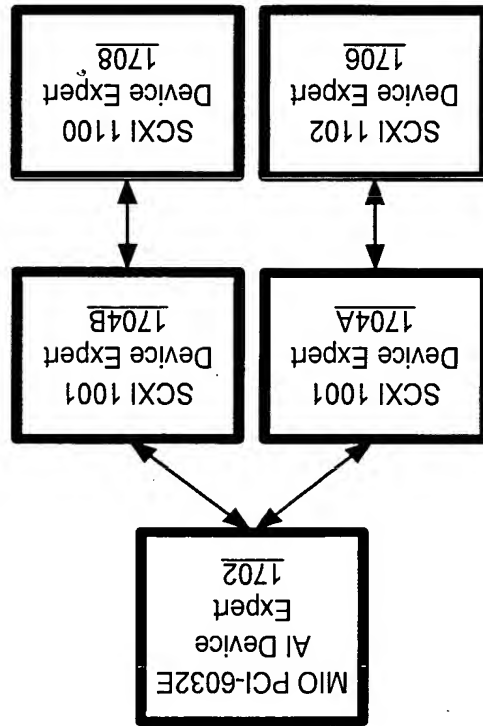 MIO PCI-6032E
AI Device
Expert
1702
SCXI 1001
Device Expert
1704A
SCXI 1001
Device Expert
1704B
SCXI 1102
Device Expert
1706
SCXI 1100
Device Expert
1708